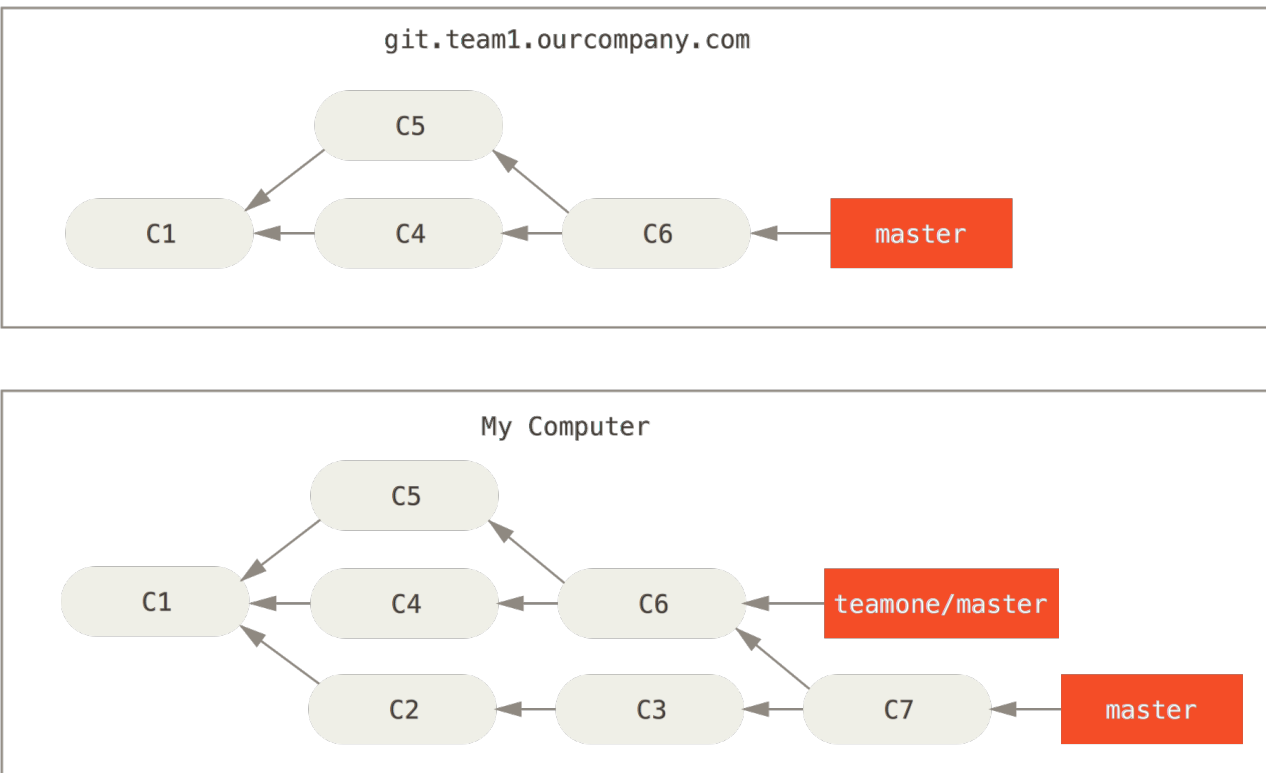 git.team1.ourcompany.com
C5
C1
C4
C6
master
My Computer
C5
C1
C4
C6
teamone/master
C2
C3
C7
master